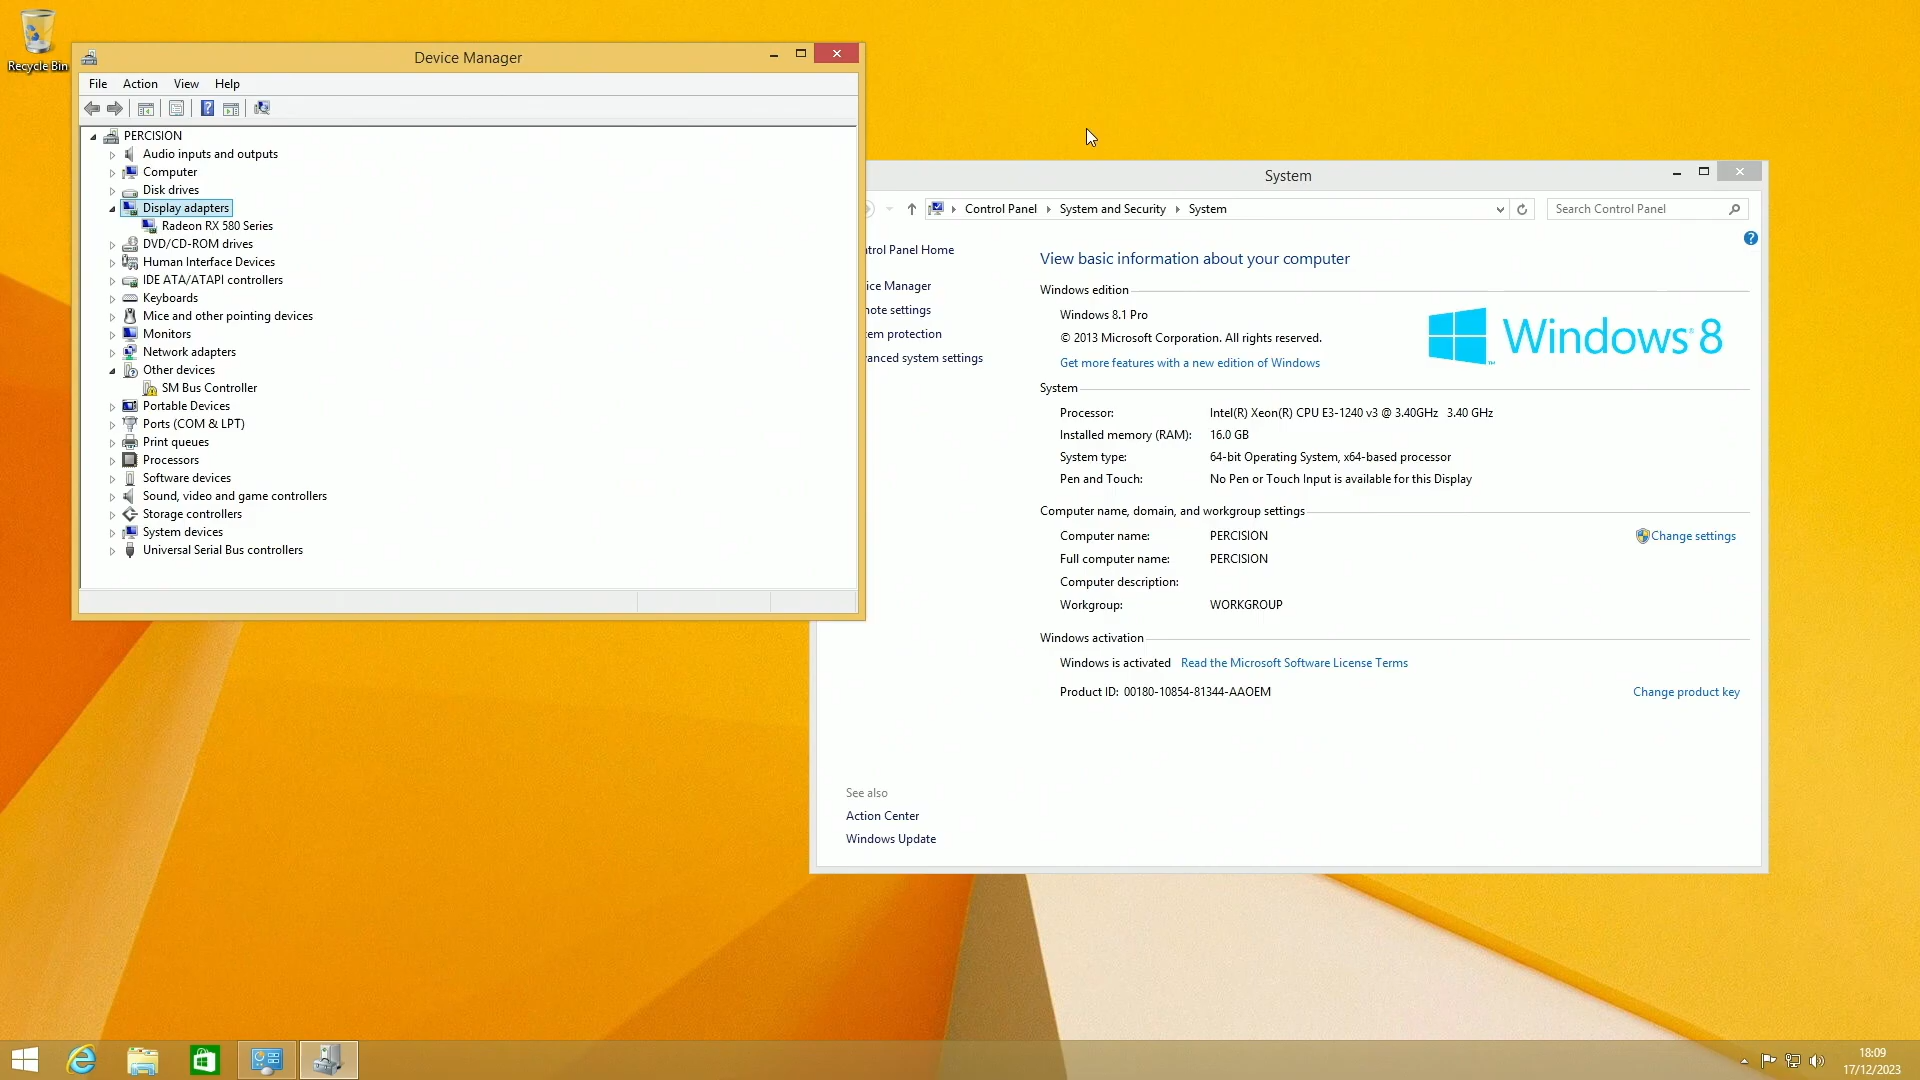 Recycle Bin
Device Manager
File Action View Help
PERCISION
Audio inputs and outputs
Computer
Disk drives
Display adapters
Radeon RX 580 Series
DVD/CD-ROM drives
Human Interface Devices
IDE ATA/ATAPI controllers
Keyboards
Mice and other pointing devices
Monitors
Network adapters
Other devices
SM Bus Controller
Portable Devices
Ports (COM & LPT)
Print queues
Processors
Software devices
Sound, video and game controllers
Storage controllers
System devices
Universal Serial Bus controllers
System
Control Panel System and Security System
Search Control Panel
trol Panel Home
ice Manager
note settings
em protection
anced system settings
View basic information about your computer
Windows edition
Windows 8.1 Pro
© 2013 Microsoft Corporation. All rights reserved.
Get more features with a new edition of Windows
Windows 8
System
Processor: Intel(R) Xeon(R) CPU E3-1240 v3 @ 3.40GHz 3.40 GHz
Installed memory (RAM): 16.0 GB
System type: 64-bit Operating System, x64-based processor
Pen and Touch: No Pen or Touch Input is available for this Display
Computer name, domain, and workgroup settings
Computer name: PERCISION
Change settings
Full computer name: PERCISION
Computer description:
Workgroup: WORKGROUP
Windows activation
Windows is activated Read the Microsoft Software License Terms
Product ID: 00180-10854-81344-AAOEM
Change product key
See also
Action Center
Windows Update
18:09
17/12/2023